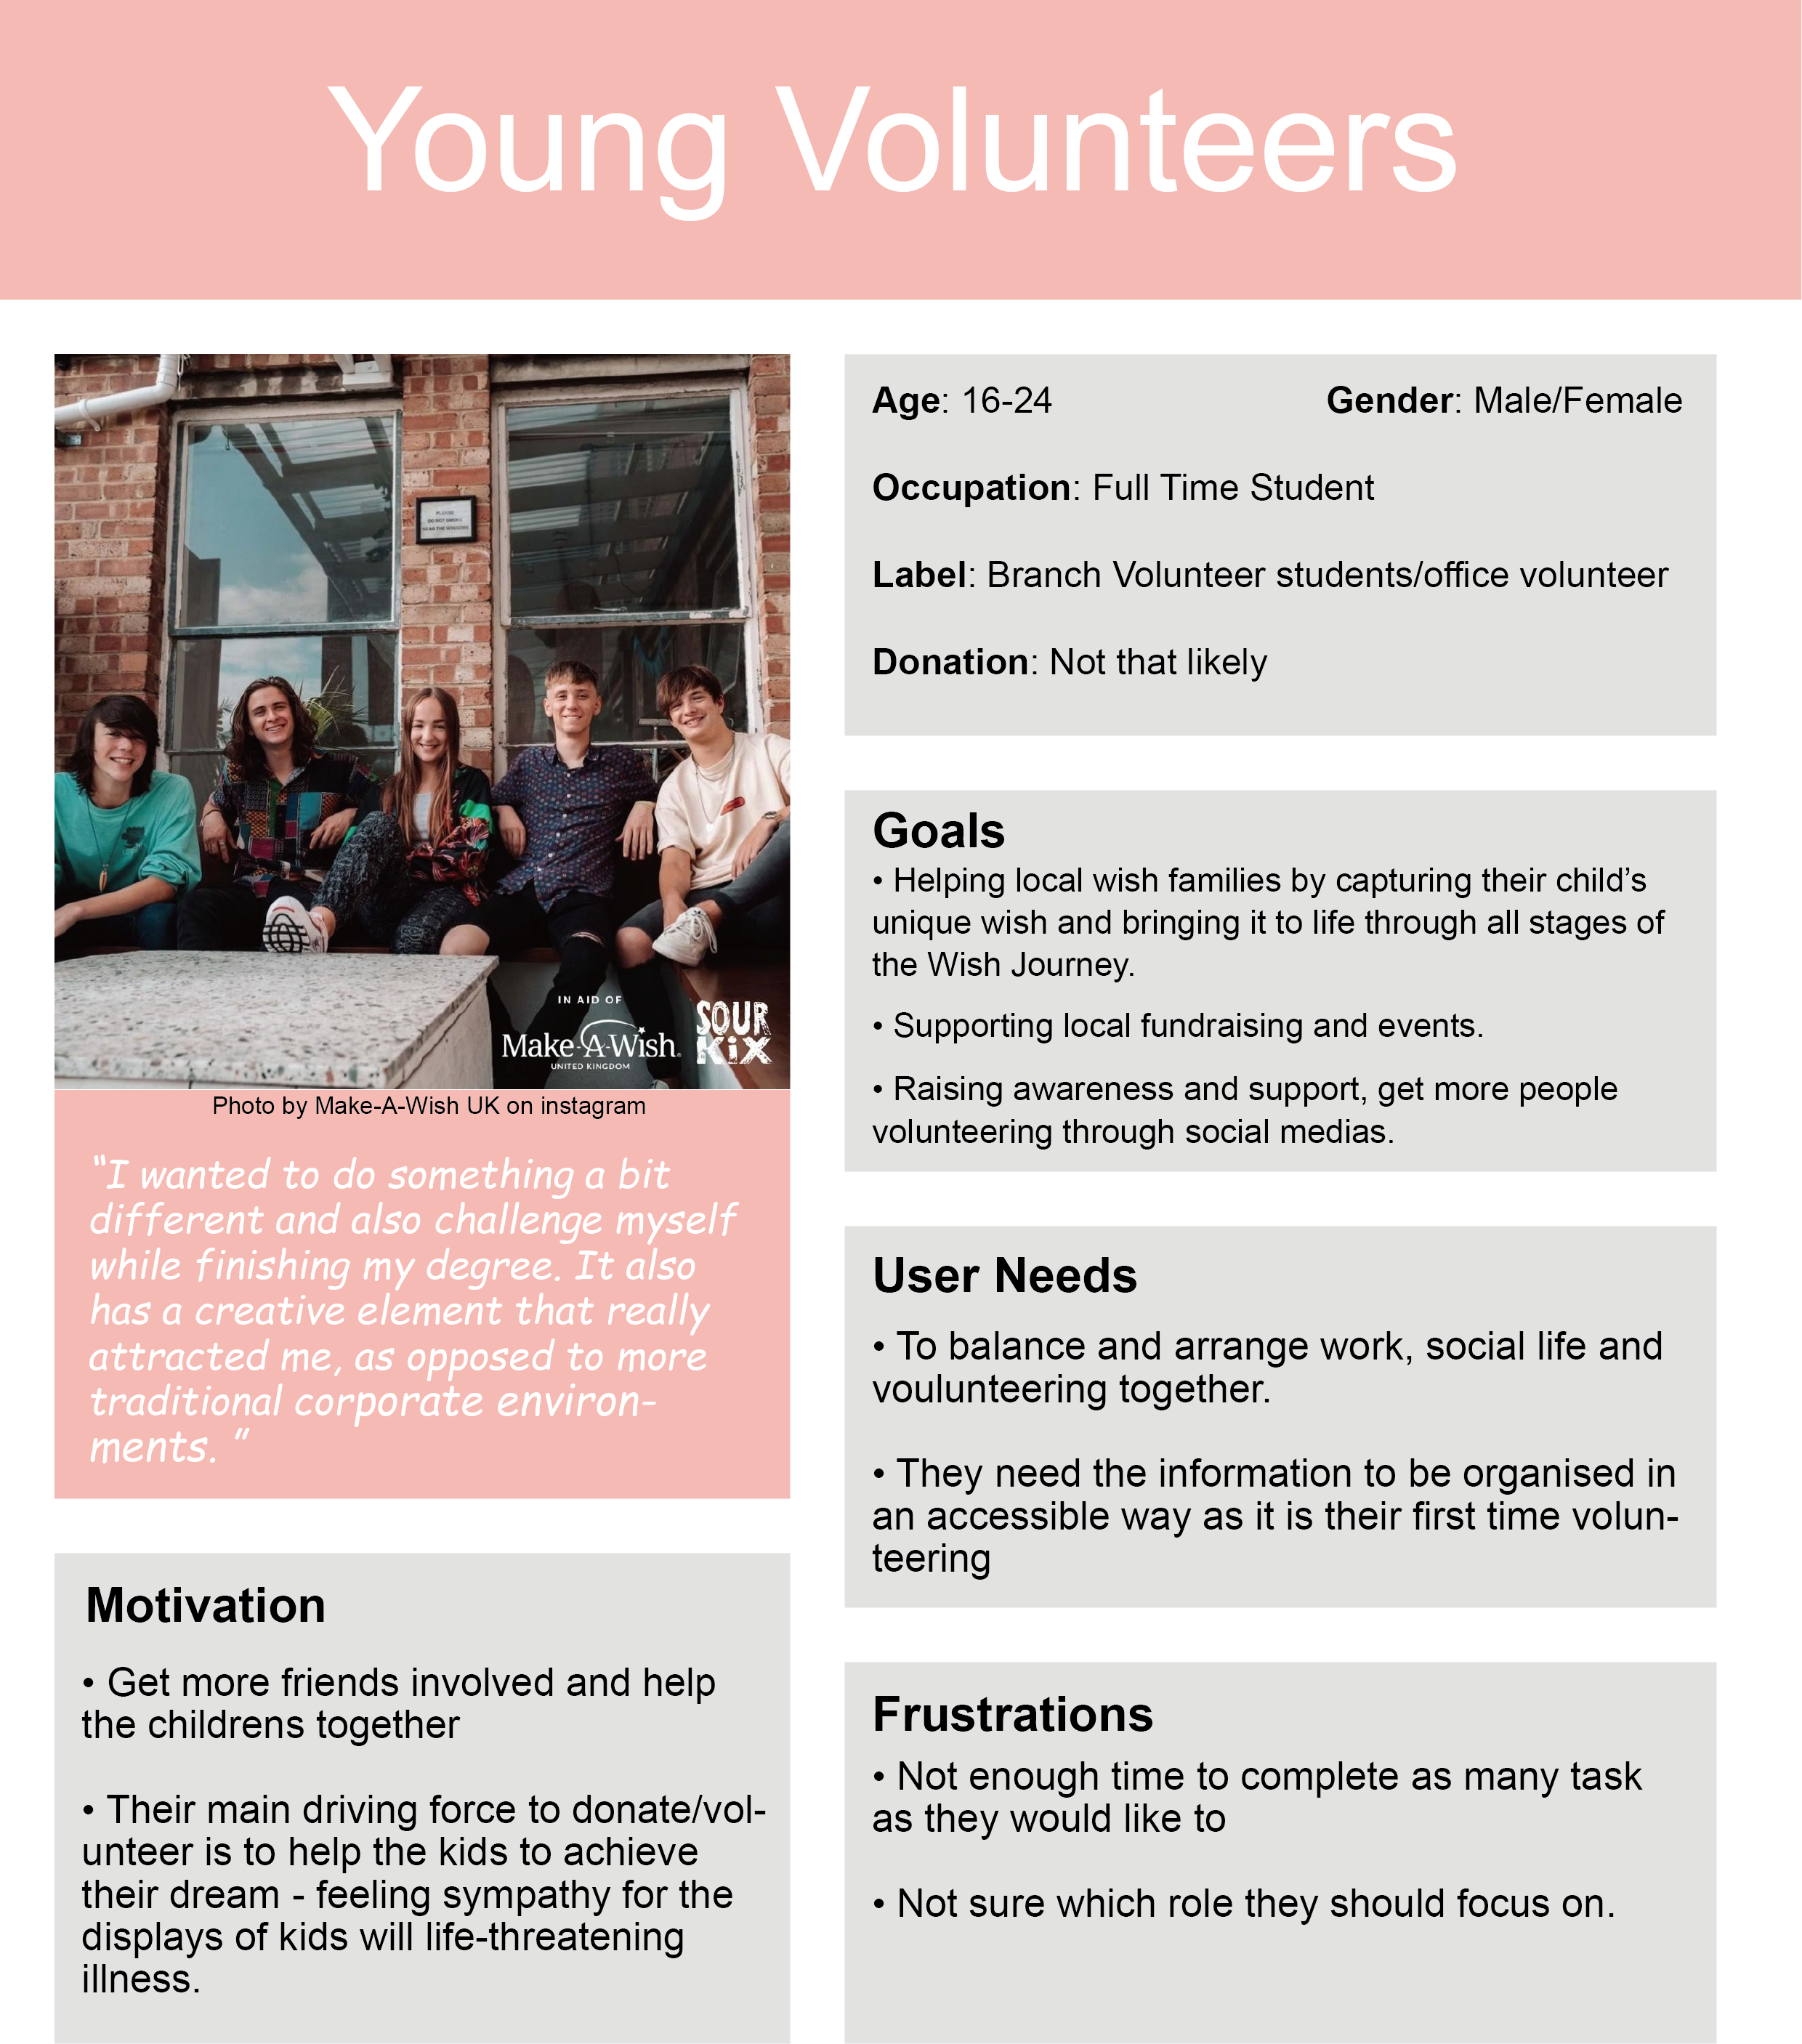 Young Volunteers
PLEASE
DO NOT SMOKE
NEAR THE WINDOWS
IN AID OF
Make-A-Wish.
UNITED KINGDOM
SOUR
KiX
Photo by Make-A-Wish UK on instagram
“I wanted to do something a bit
different and also challenge myself
while finishing my degree. It also
has a creative element that really
attracted me, as opposed to more
traditional corporate environ-
ments. ”
Motivation
• Get more friends involved and help
the childrens together
• Their main driving force to donate/vol-
unteer is to help the kids to achieve
their dream - feeling sympathy for the
displays of kids will life-threatening
illness.
Age: 16-24 Gender: Male/Female
Occupation: Full Time Student
Label: Branch Volunteer students/office volunteer
Donation: Not that likely
Goals
• Helping local wish families by capturing their child’s
unique wish and bringing it to life through all stages of
the Wish Journey.
• Supporting local fundraising and events.
• Raising awareness and support, get more people
volunteering through social medias.
User Needs
• To balance and arrange work, social life and
voulunteering together.
• They need the information to be organised in
an accessible way as it is their first time volun-
teering
Frustrations
• Not enough time to complete as many task
as they would like to
• Not sure which role they should focus on.